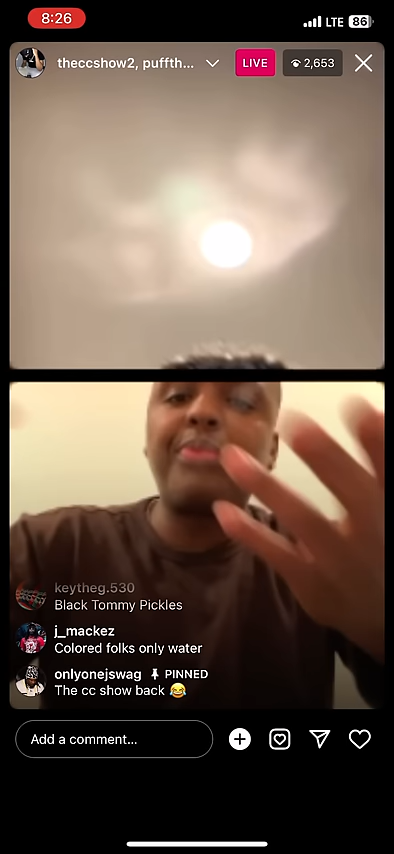 8:26
LTE 86
theccshow2, puffth...
LIVE
2,653
keytheg.530
Black Tommy Pickles
j_mackez
Colored folks only water
onlyonejswag PINNED
The cc show back 😂
Add a comment...